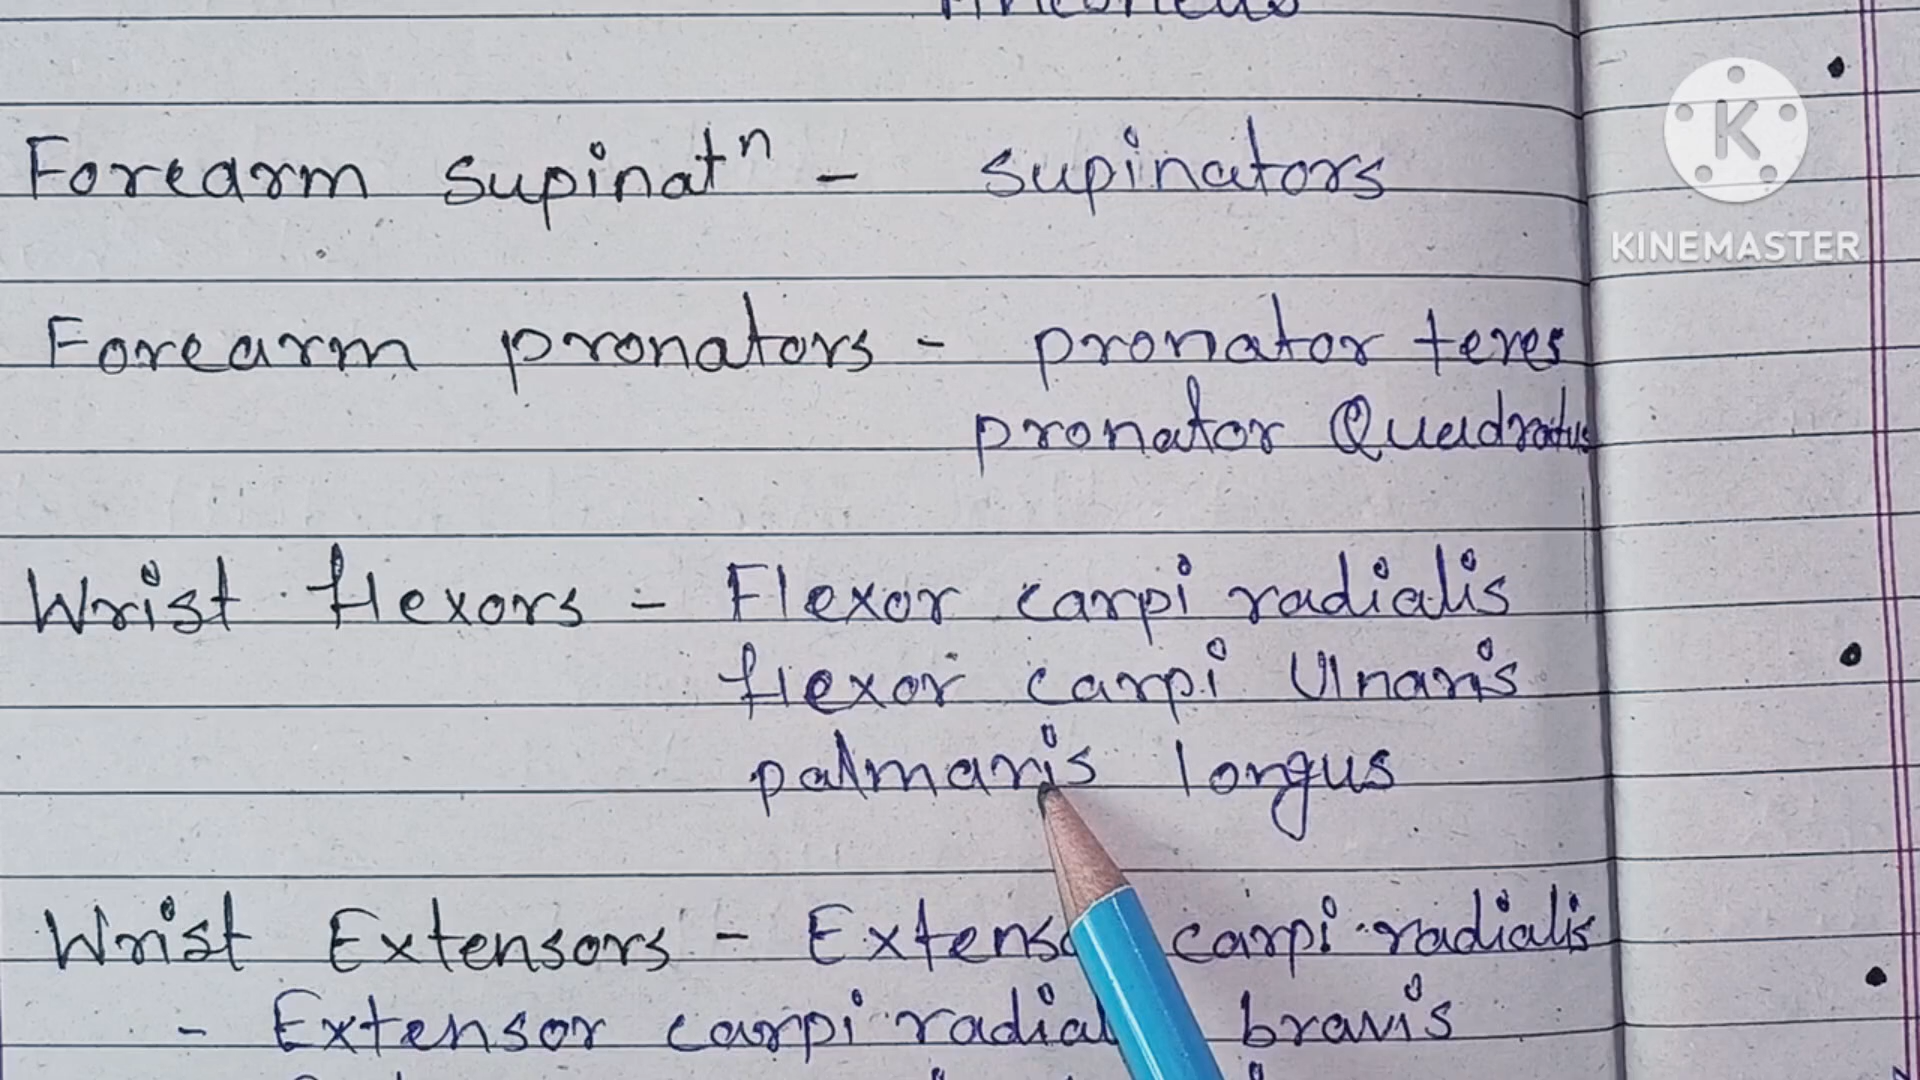 Forearm supinatⁿ - supinators
KINEMASTER
Forearm pronators - pronator teres
pronator Quadratus
Wrist flexors - Flexor carpi radialis
flexor carpi Ulnaris
palmaris longus
Wrist Extensors - Extenso carpi radialis
- Extensor carpi radial bravis